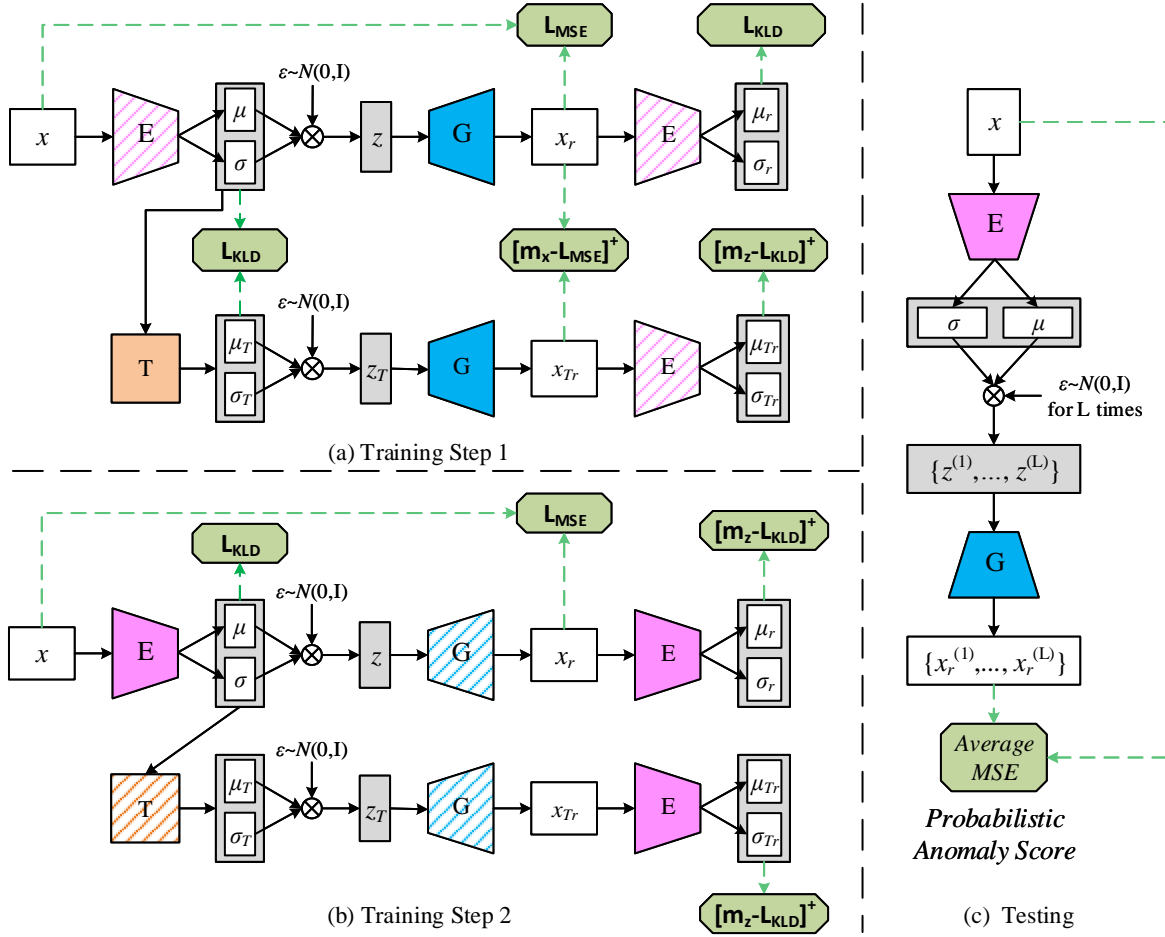 L_MSE
L_KLD
ε~N(0,I)
x
E
μ
σ
z
G
x_r
E
μ_r
σ_r
L_KLD
[m_x-L_MSE]^+
[m_z-L_KLD]^+
ε~N(0,I)
T
μ_T
σ_T
z_T
G
x_Tr
E
μ_Tr
σ_Tr
(a) Training Step 1
L_MSE
L_KLD
[m_z-L_KLD]^+
ε~N(0,I)
x
E
μ
σ
z
G
x_r
E
μ_r
σ_r
ε~N(0,I)
T
μ_T
σ_T
z_T
G
x_Tr
E
μ_Tr
σ_Tr
[m_z-L_KLD]^+
(b) Training Step 2
x
E
σ
μ
ε~N(0,I)
for L times
{z^(1),..., z^(L)}
G
{x_r^(1),..., x_r^(L)}
Average
MSE
Probabilistic
Anomaly Score
(c) Testing